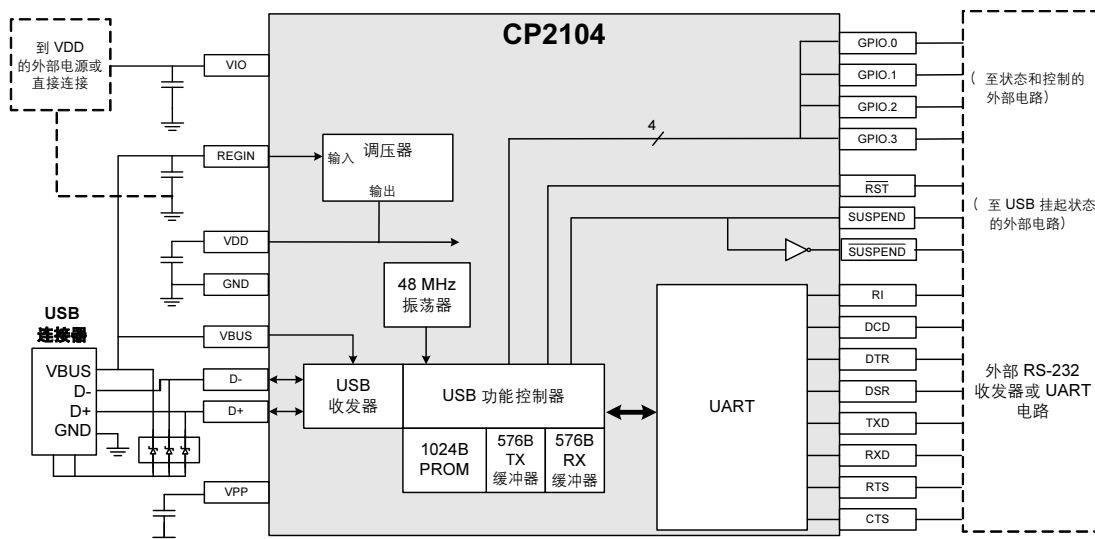 CP2104
到 VDD
的外部电源或
直接连接
VIO
REGIN
VDD
GND
VBUS
D-
D+
VPP
USB
连接器
VBUS
D-
D+
GND
调压器
输入
输出
48 MHz
振荡器
USB
收发器
USB 功能控制器
1024B
PROM
576B
TX
缓冲器
576B
RX
缓冲器
4
UART
GPIO.0
GPIO.1
GPIO.2
GPIO.3
RST
SUSPEND
SUSPEND
RI
DCD
DTR
DSR
TXD
RXD
RTS
CTS
( 至状态和控制的
外部电路)
( 至 USB 挂起状态
的外部电路)
外部 RS-232
收发器或 UART
电路